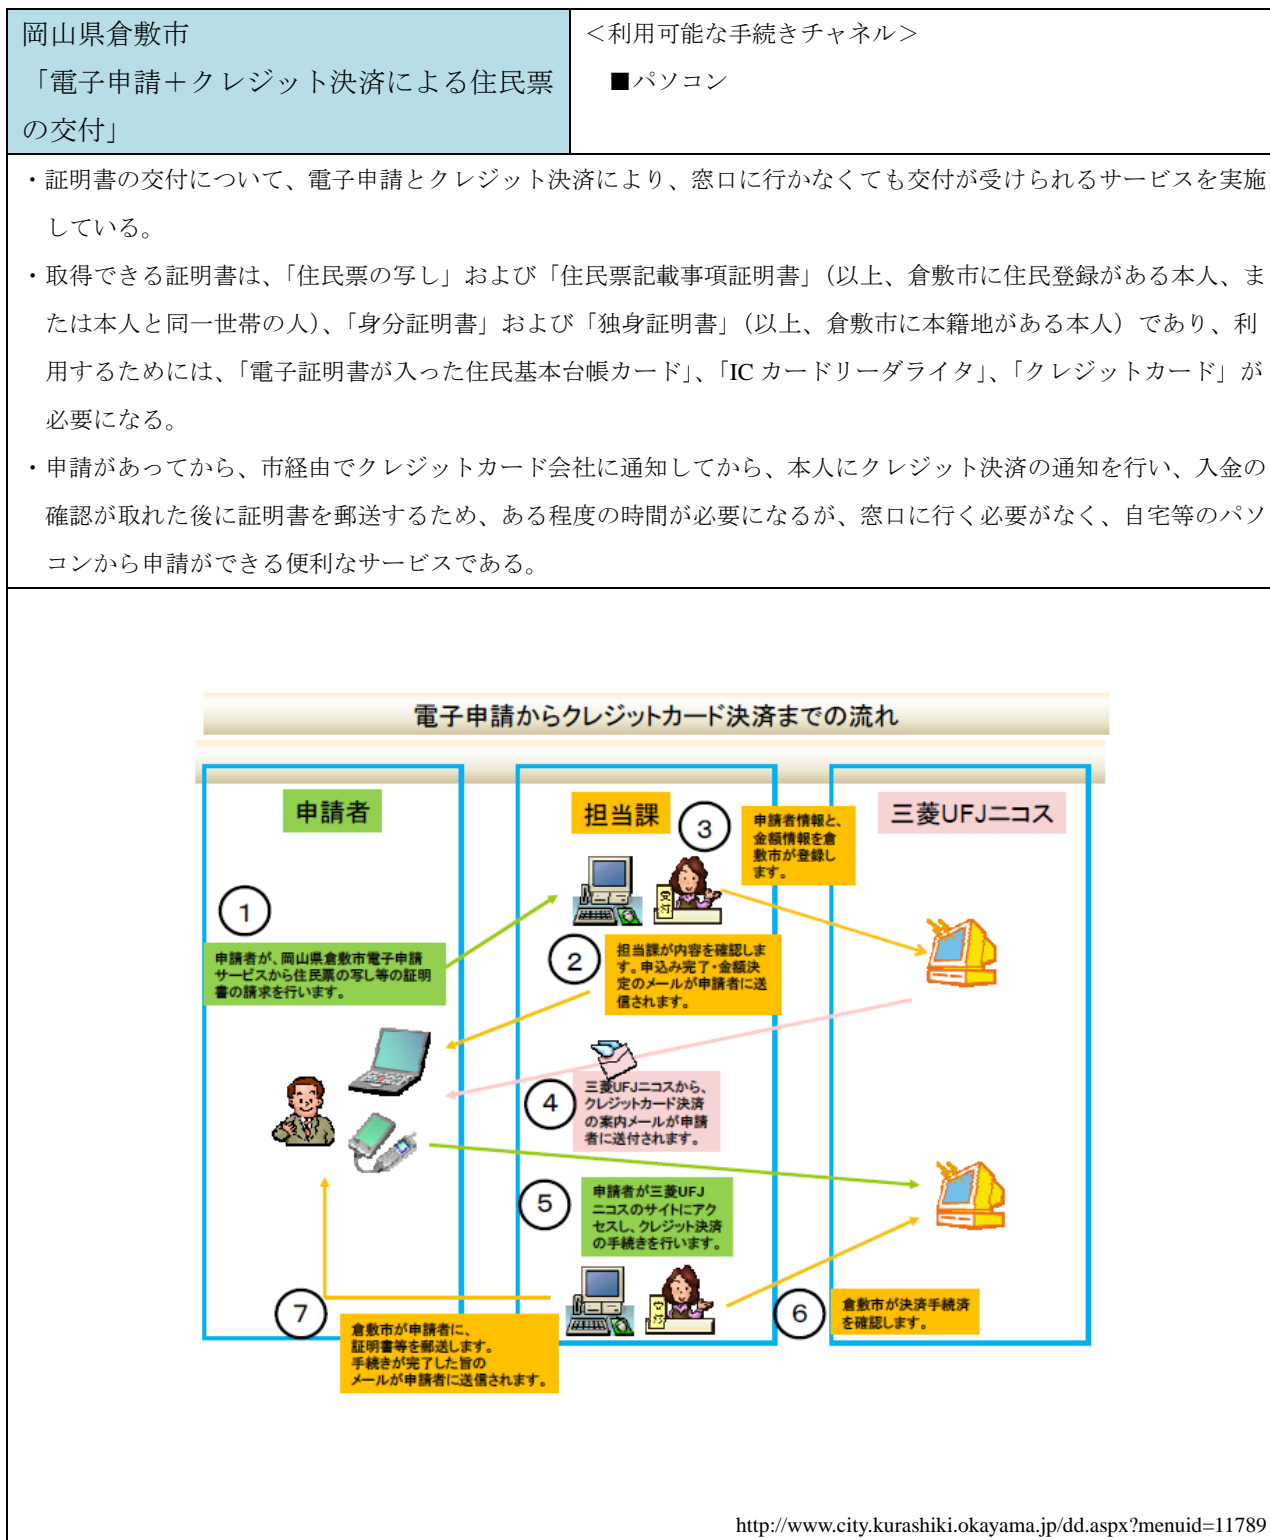 岡山県倉敷市
「電子申請＋クレジット決済による住民票
の交付」
＜利用可能な手続きチャネル＞
■パソコン
・証明書の交付について、電子申請とクレジット決済により、窓口に行かなくても交付が受けられるサービスを実施
している。
・取得できる証明書は、「住民票の写し」および「住民票記載事項証明書」（以上、倉敷市に住民登録がある本人、ま
たは本人と同一世帯の人）、「身分証明書」および「独身証明書」（以上、倉敷市に本籍地がある本人）であり、利
用するためには、「電子証明書が入った住民基本台帳カード」、「IC カードリーダライタ」、「クレジットカード」が
必要になる。
・申請があってから、市経由でクレジットカード会社に通知してから、本人にクレジット決済の通知を行い、入金の
確認が取れた後に証明書を郵送するため、ある程度の時間が必要になるが、窓口に行く必要がなく、自宅等のパソ
コンから申請ができる便利なサービスである。
電子申請からクレジットカード決済までの流れ
申請者
担当課
三菱UFJニコス
1
申請者が、岡山県倉敷市電子申請
サービスから住民票の写し等の証明
書の請求を行います。
受付
2
担当課が内容を確認しま
す。申込み完了・金額決
定のメールが申請者に送
信されます。
3
申請者情報と、
金額情報を倉
敷市が登録し
ます。
4
三菱UFJニコスから、
クレジットカード決済
の案内メールが申請
者に送付されます。
5
申請者が三菱UFJ
ニコスのサイトにアク
セスし、クレジット決済
の手続きを行います。
受付
6
倉敷市が決済手続済
を確認します。
7
倉敷市が申請者に、
証明書等を郵送します。
手続きが完了した旨の
メールが申請者に送信されます。
http://www.city.kurashiki.okayama.jp/dd.aspx?menuid=11789